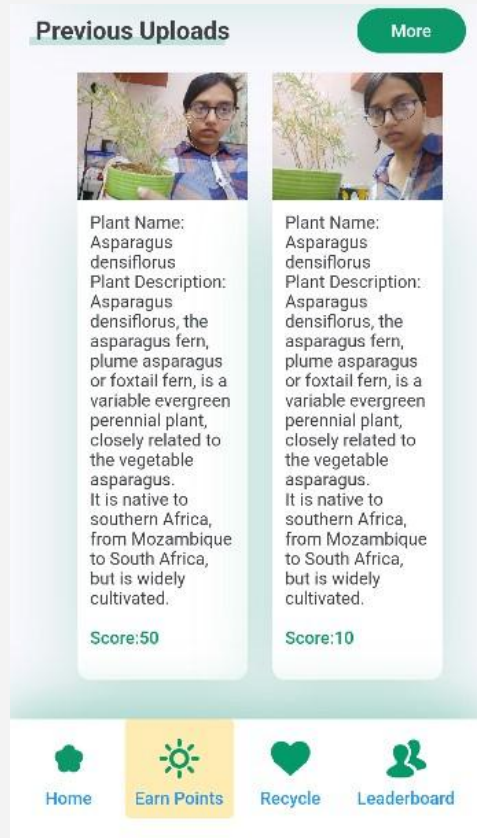 Previous Uploads
More
Plant Name:
Asparagus
densiflorus
Plant Description:
Asparagus
densiflorus, the
asparagus fern,
plume asparagus
or foxtail fern, is a
variable evergreen
perennial plant,
closely related to
the vegetable
asparagus.
It is native to
southern Africa,
from Mozambique
to South Africa,
but is widely
cultivated.
Score:50
Plant Name:
Asparagus
densiflorus
Plant Description:
Asparagus
densiflorus, the
asparagus fern,
plume asparagus
or foxtail fern, is a
variable evergreen
perennial plant,
closely related to
the vegetable
asparagus.
It is native to
southern Africa,
from Mozambique
to South Africa,
but is widely
cultivated.
Score:10
Home
Earn Points
Recycle
Leaderboard